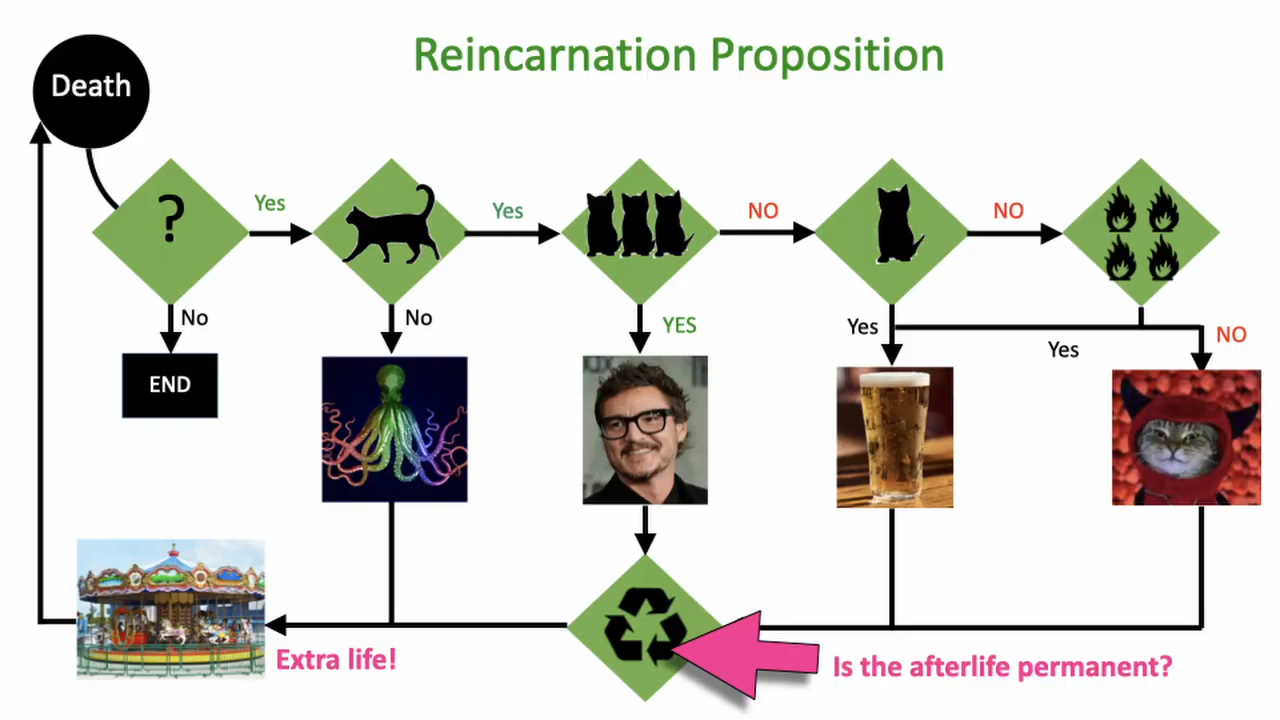 Reincarnation Proposition
Death
?
Yes
Yes
NO
NO
No
No
YES
Yes
Yes
NO
END
Extra life!
Is the afterlife permanent?